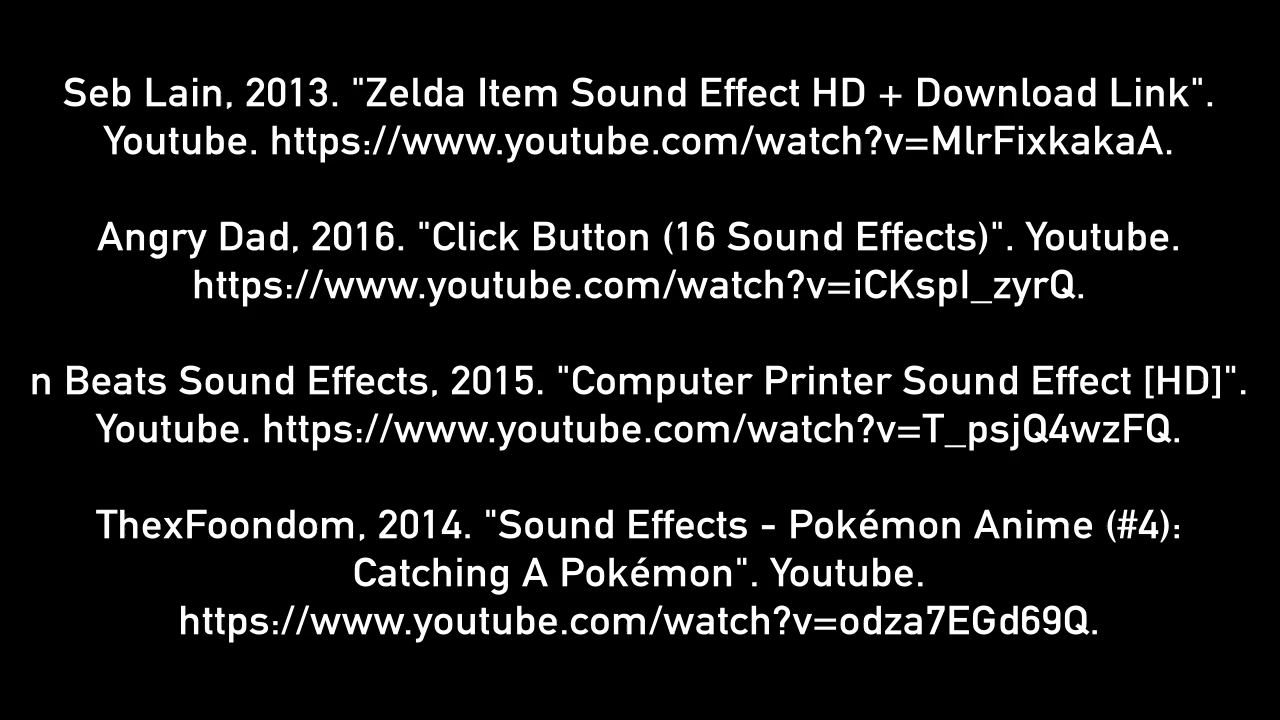 Seb Lain, 2013. "Zelda Item Sound Effect HD + Download Link".
Youtube. https://www.youtube.com/watch?v=MlrFixkakaA.
Angry Dad, 2016. "Click Button (16 Sound Effects)". Youtube.
https://www.youtube.com/watch?v=iCKspI_zyrQ.
n Beats Sound Effects, 2015. "Computer Printer Sound Effect [HD]".
Youtube. https://www.youtube.com/watch?v=T_psjQ4wzFQ.
ThexFoondom, 2014. "Sound Effects - Pokémon Anime (#4):
Catching A Pokémon". Youtube.
https://www.youtube.com/watch?v=odza7EGd69Q.